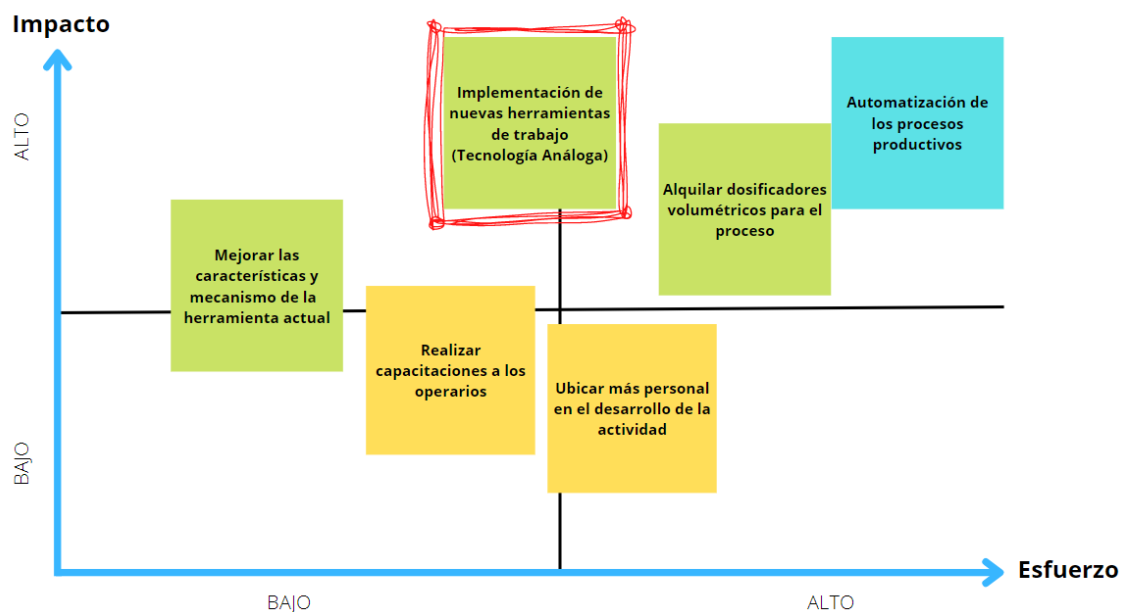 Impacto
ALTO
BAJO
Implementación de
nuevas herramientas
de trabajo
(Tecnología Análoga)
Automatización de
los procesos
productivos
Alquilar dosificadores
volumétricos para el
proceso
Mejorar las
características y
mecanismo de la
herramienta actual
Realizar
capacitaciones a los
operarios
Ubicar más personal
en el desarrollo de la
actividad
Esfuerzo
BAJO
ALTO